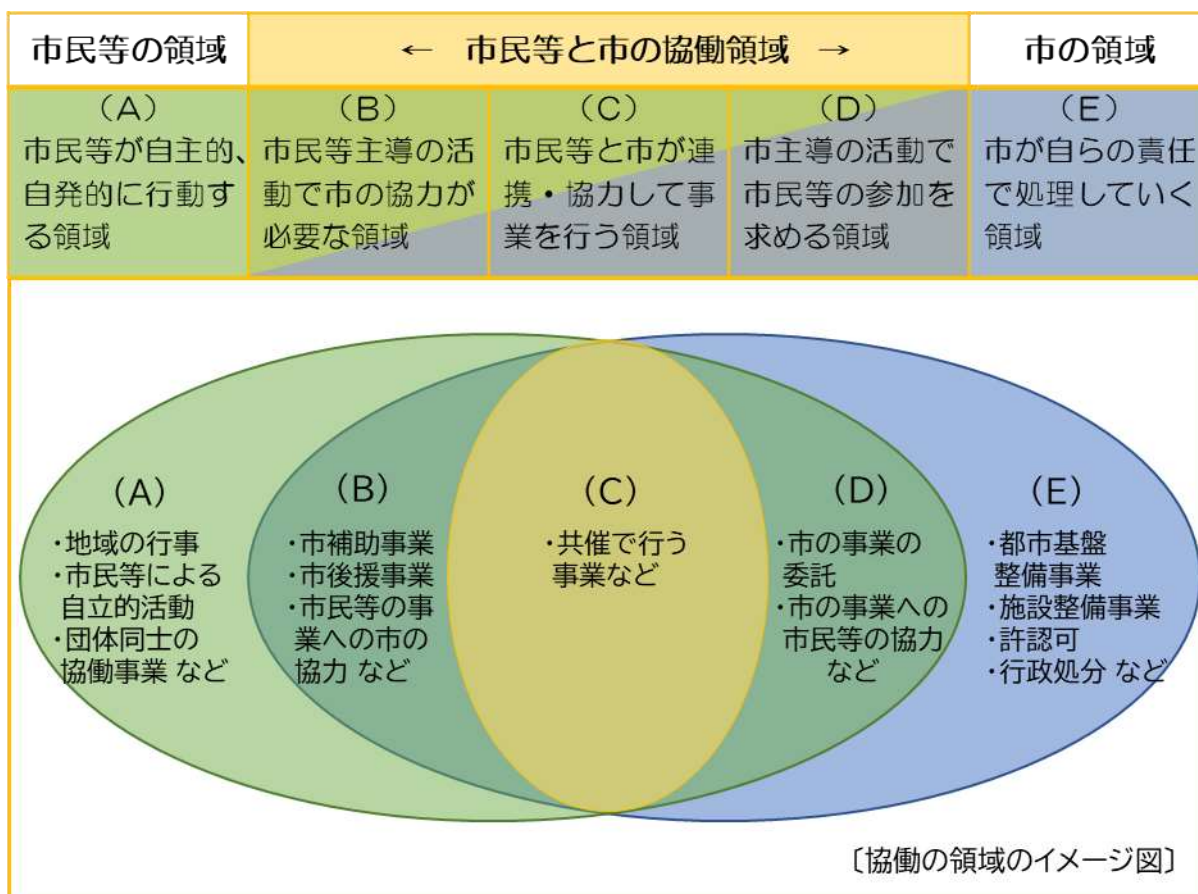 市民等の領域
← 市民等と市の協働領域 →
市の領域
（A）
市民等が自主的、
自発的に行動す
る領域
（B）
市民等主導の活
動で市の協力が
必要な領域
（C）
市民等と市が連
携・協力して事
業を行う領域
（D）
市主導の活動で
市民等の参加を
求める領域
（E）
市が自らの責任
で処理していく
領域
（A）
・地域の行事
・市民等による
自立的活動
・団体同士の
協働事業 など
（B）
・市補助事業
・市後援事業
・市民等の事
業への市の
協力 など
（C）
・共催で行う
事業など
（D）
・市の事業の
委託
・市の事業への
市民等の協力
など
（E）
・都市基盤
整備事業
・施設整備事業
・許認可
・行政処分 など
〔協働の領域のイメージ図〕